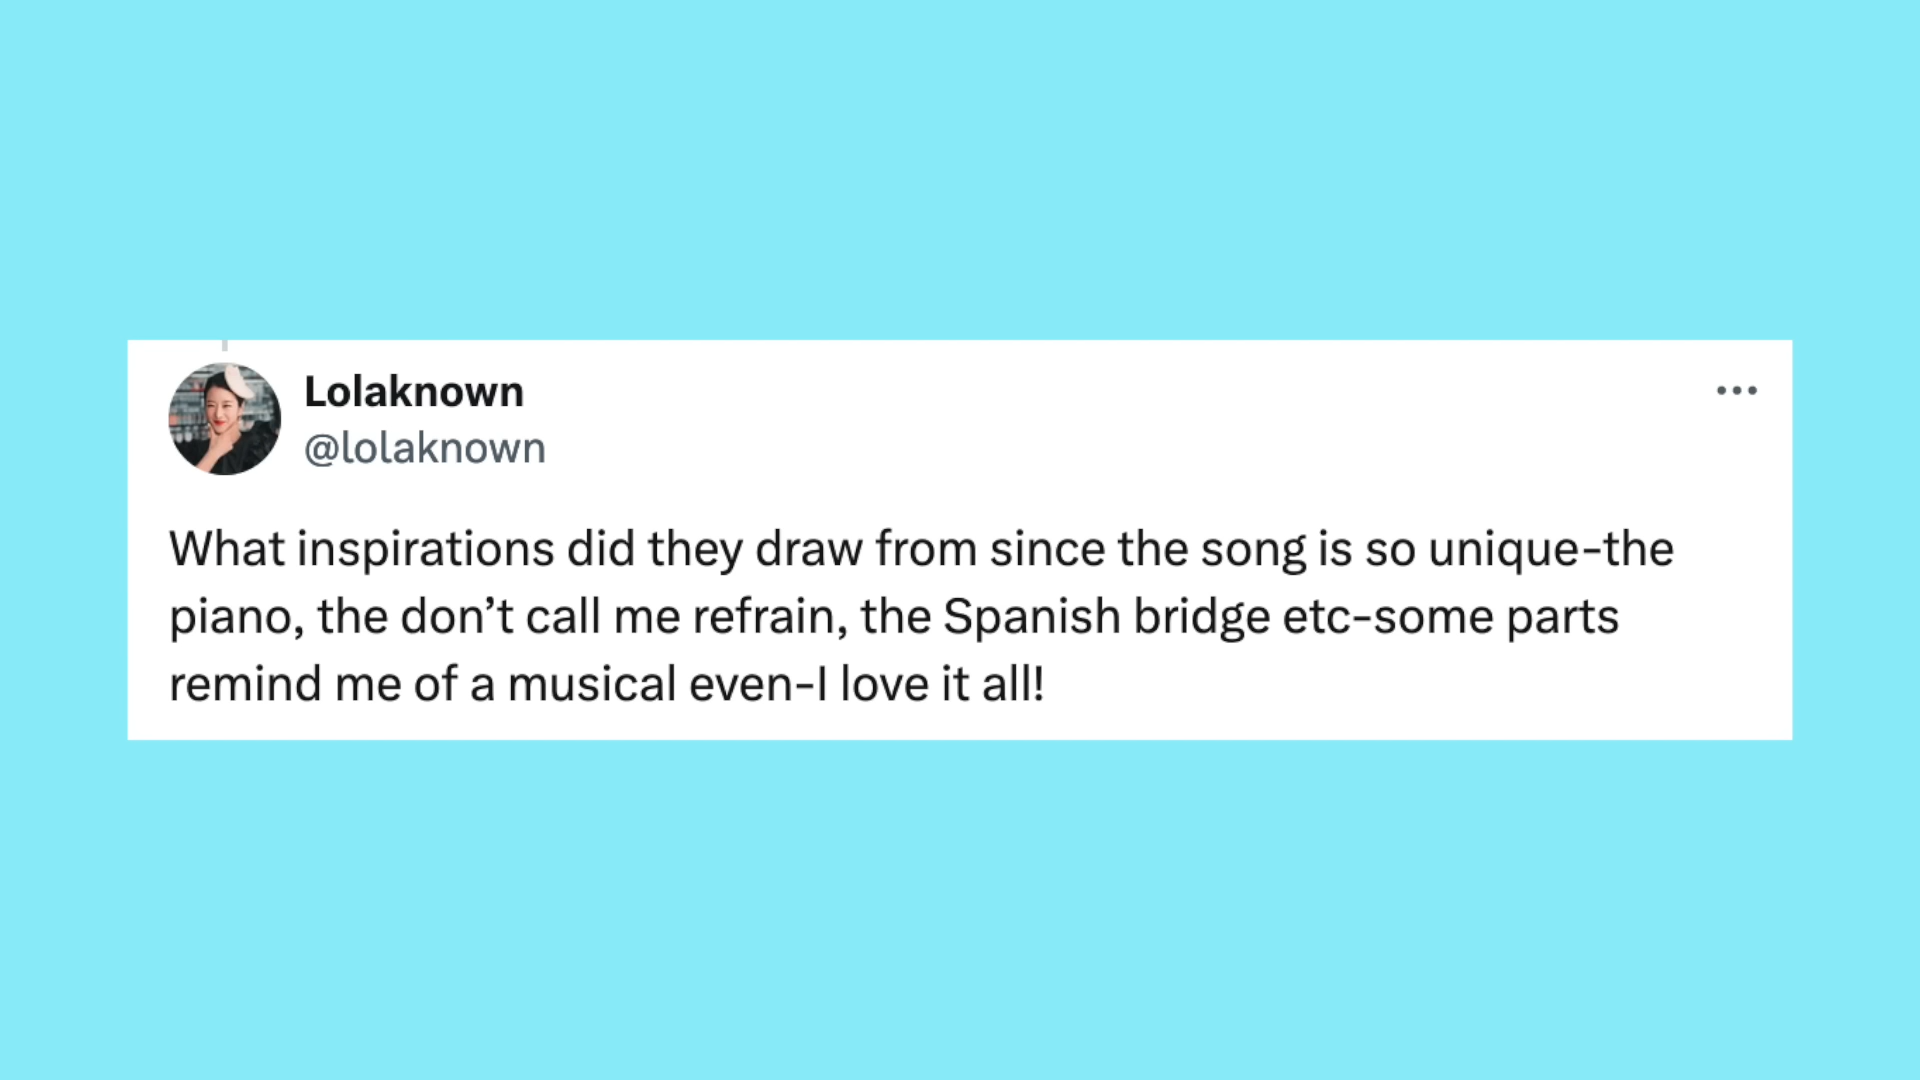 Lolaknown
@lolaknown
What inspirations did they draw from since the song is so unique-the
piano, the don’t call me refrain, the Spanish bridge etc-some parts
remind me of a musical even-I love it all!